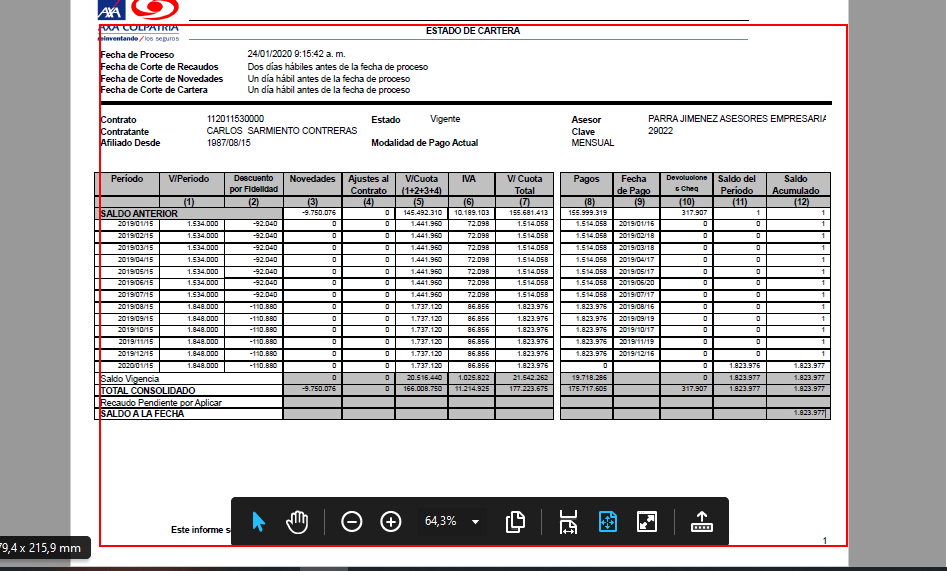 AXA
AXA COLPATRIA
reinventando / los seguros
ESTADO DE CARTERA
Fecha de Proceso 24/01/2020 9:15:42 a. m.
Fecha de Corte de Recaudos Dos días hábiles antes de la fecha de proceso
Fecha de Corte de Novedades Un día hábil antes de la fecha de proceso
Fecha de Corte de Cartera Un día hábil antes de la fecha de proceso
Contrato 112011530000 Estado Vigente Asesor PARRA JIMENEZ ASESORES EMPRESARIA
Contratante CARLOS SARMIENTO CONTRERAS Clave 29022
Afiliado Desde 1987/08/15 Modalidad de Pago Actual MENSUAL
Período V/Periodo Descuento Novedades Ajustes al V/Cuota IVA V/ Cuota Pagos Fecha Devolucione Saldo del Saldo
por Fidelidad Contrato (1+2+3+4) Total de Pago s Cheq Período Acumulado
(1) (2) (3) (4) (5) (6) (7) (8) (9) (10) (11) (12)
SALDO ANTERIOR -9.750.076 0 145.492.310 10.189.103 155.681.413 155.999.319 317.907 1 1
2019/01/15 1.534.000 -92.040 0 0 1.441.960 72.098 1.514.058 1.514.058 2019/01/16 0 0 1
2019/02/15 1.534.000 -92.040 0 0 1.441.960 72.098 1.514.058 1.514.058 2019/02/18 0 0 1
2019/03/15 1.534.000 -92.040 0 0 1.441.960 72.098 1.514.058 1.514.058 2019/03/18 0 0 1
2019/04/15 1.534.000 -92.040 0 0 1.441.960 72.098 1.514.058 1.514.058 2019/04/17 0 0 1
2019/05/15 1.534.000 -92.040 0 0 1.441.960 72.098 1.514.058 1.514.058 2019/05/17 0 0 1
2019/06/15 1.534.000 -92.040 0 0 1.441.960 72.098 1.514.058 1.514.058 2019/06/20 0 0 1
2019/07/15 1.534.000 -92.040 0 0 1.441.960 72.098 1.514.058 1.514.058 2019/07/17 0 0 1
2019/08/15 1.848.000 -110.880 0 0 1.737.120 86.856 1.823.976 1.823.976 2019/08/16 0 0 1
2019/09/15 1.848.000 -110.880 0 0 1.737.120 86.856 1.823.976 1.823.976 2019/09/19 0 0 1
2019/10/15 1.848.000 -110.880 0 0 1.737.120 86.856 1.823.976 1.823.976 2019/10/17 0 0 1
2019/11/15 1.848.000 -110.880 0 0 1.737.120 86.856 1.823.976 1.823.976 2019/11/19 0 0 1
2019/12/15 1.848.000 -110.880 0 0 1.737.120 86.856 1.823.976 1.823.976 2019/12/16 0 0 1
2020/01/15 1.848.000 -110.880 0 0 1.737.120 86.856 1.823.976 0 0 1.823.976 1.823.977
Saldo Vigencia 0 0 20.516.440 1.025.822 21.542.262 19.718.286 0 1.823.977 1.823.977
TOTAL CONSOLIDADO -9.750.076 0 166.008.750 11.214.925 177.223.675 175.717.605 317.907 1.823.977 1.823.977
Recaudo Pendiente por Aplicar
SALDO A LA FECHA 1.823.977
64,3%
Este informe
1
79,4 x 215,9 mm